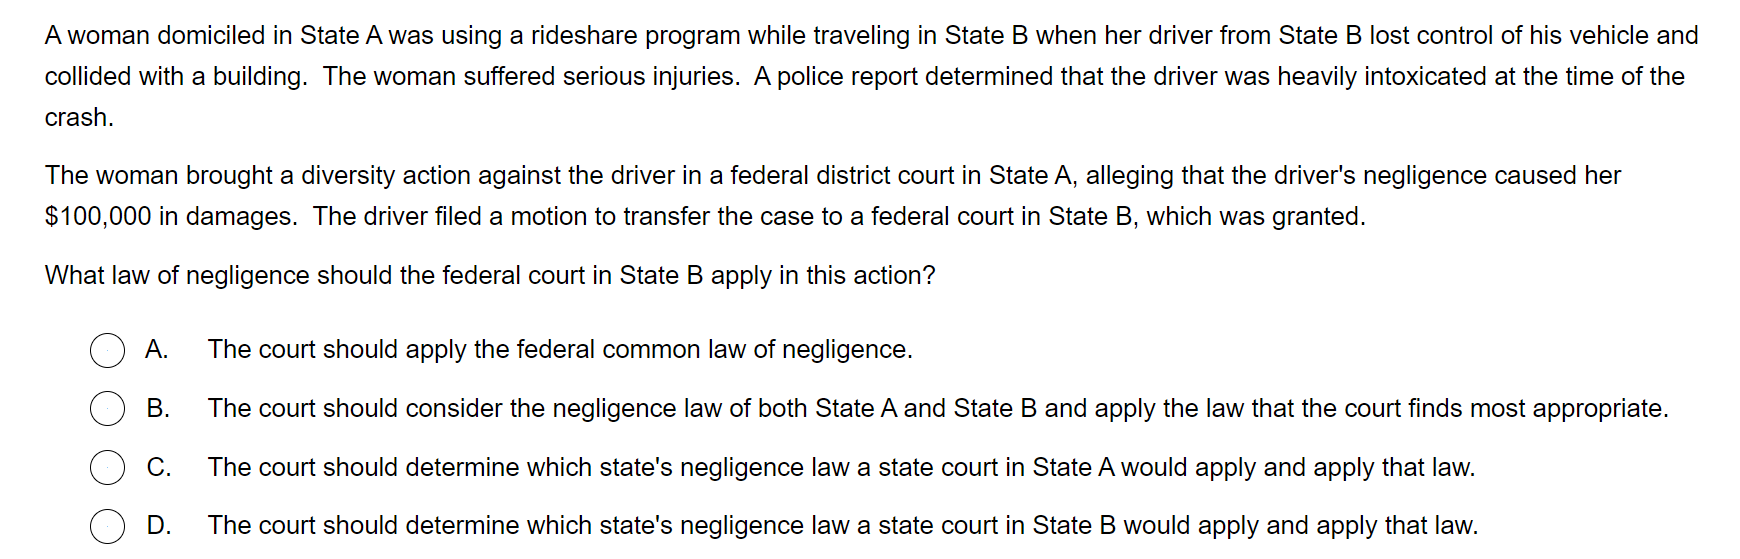 A woman domiciled in State A was using a rideshare program while traveling in State B when her driver from State B lost control of his vehicle and
collided with a building.  The woman suffered serious injuries.  A police report determined that the driver was heavily intoxicated at the time of the
crash.
The woman brought a diversity action against the driver in a federal district court in State A, alleging that the driver's negligence caused her
$100,000 in damages.  The driver filed a motion to transfer the case to a federal court in State B, which was granted.
What law of negligence should the federal court in State B apply in this action?
A. The court should apply the federal common law of negligence.
B. The court should consider the negligence law of both State A and State B and apply the law that the court finds most appropriate.
C. The court should determine which state's negligence law a state court in State A would apply and apply that law.
D. The court should determine which state's negligence law a state court in State B would apply and apply that law.